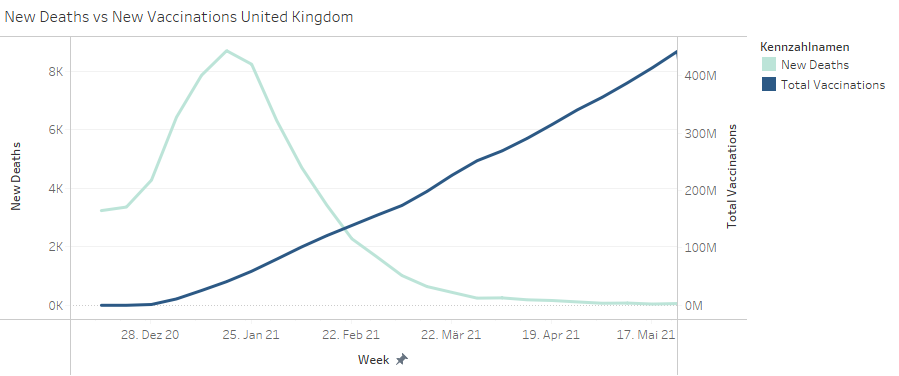 New Deaths vs New Vaccinations United Kingdom
Kennzahlnamen
New Deaths
Total Vaccinations
New Deaths
8K
6K
4K
2K
0K
400M
300M
200M
100M
0M
Total Vaccinations
28. Dez 20
25. Jan 21
22. Feb 21
22. Mär 21
19. Apr 21
17. Mai 21
Week